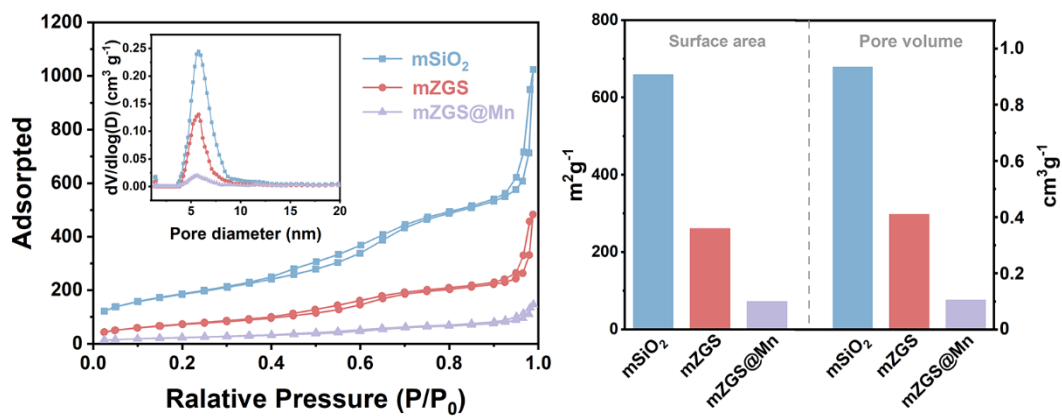 1200
1000
800
600
400
200
0
Adsorbed
0.0
0.2
0.4
0.6
0.8
1.0
Ralative Pressure (P/P₀)
mSiO₂
mZGS
mZGS@Mn
0.25
0.20
0.15
0.10
0.05
0.00
dV/dlog(D) (cm³ g⁻¹)
5
10
15
20
Pore diameter (nm)
800
600
400
200
0
m²g⁻¹
Surface area
Pore volume
1.0
0.8
0.6
0.4
0.2
0
cm³g⁻¹
mSiO₂
mZGS
mZGS@Mn
mSiO₂
mZGS
mZGS@Mn